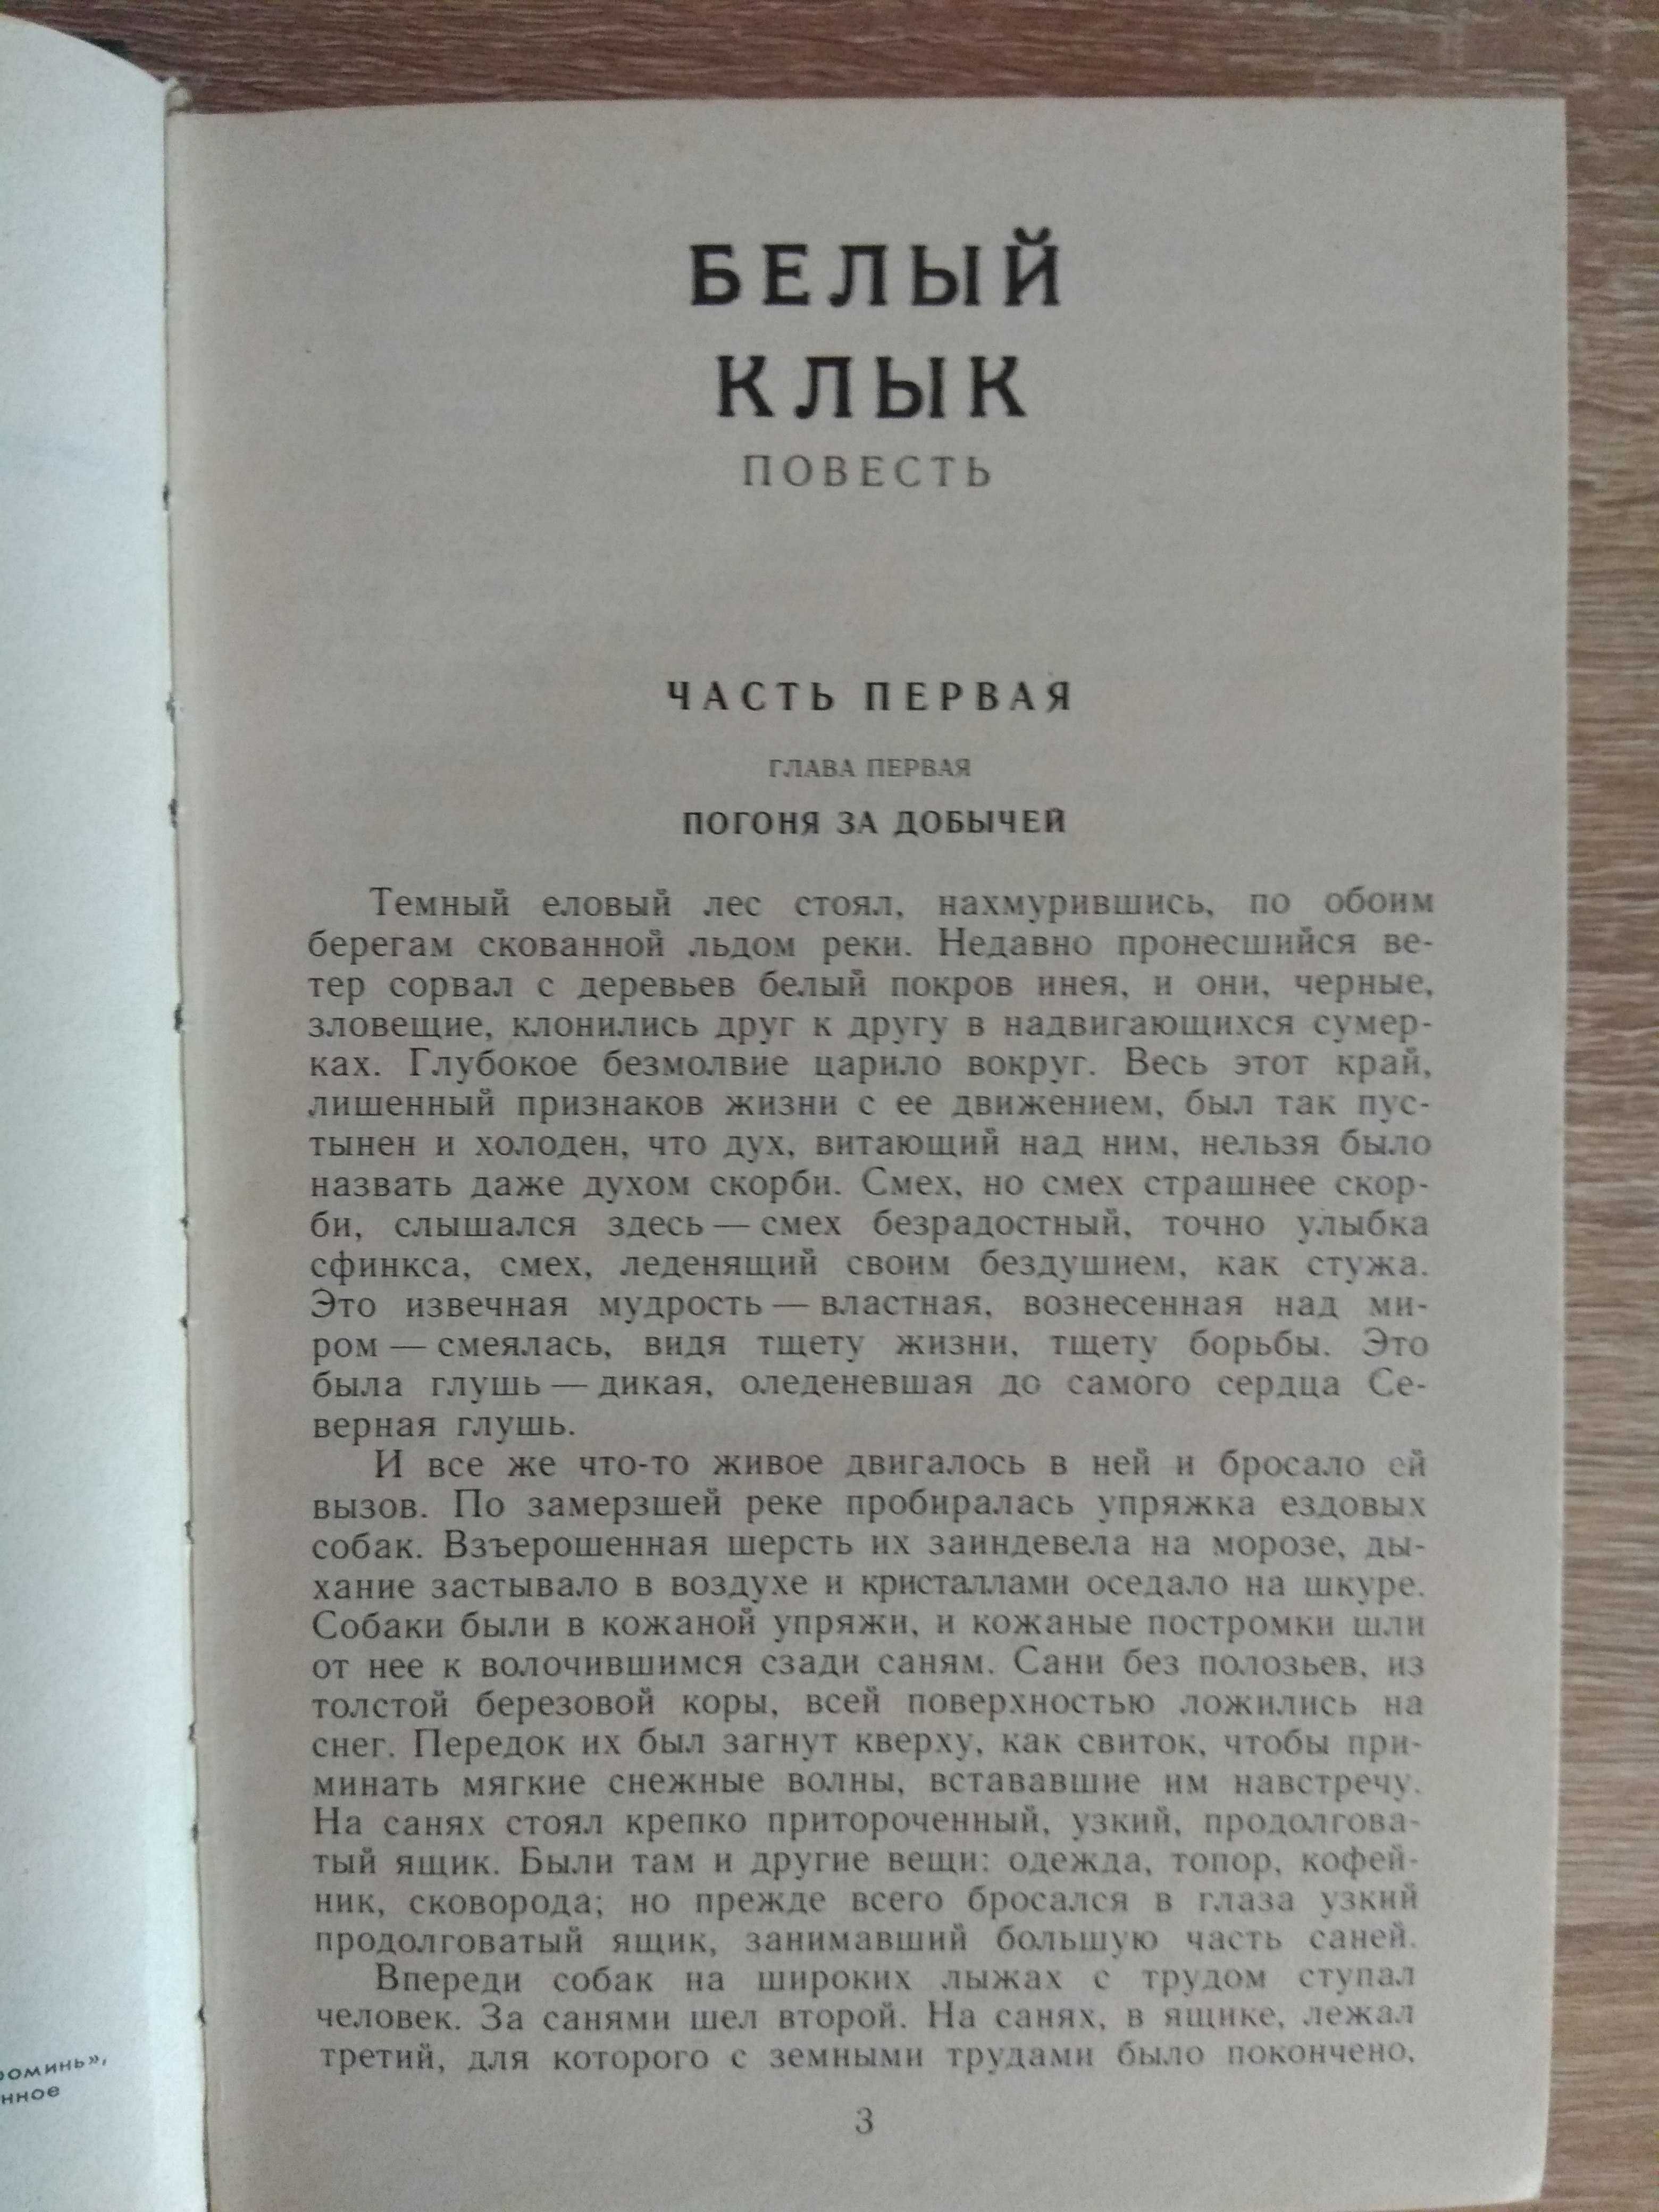 БЕЛЫЙ
КЛЫК
ПОВЕСТЬ
ЧАСТЬ ПЕРВАЯ
ГЛАВА ПЕРВАЯ
ПОГОНЯ ЗА ДОБЫЧЕЙ
Темный еловый лес стоял, нахмурившись, по обоим
берегам скованной льдом реки. Недавно пронесшийся ве-
тер сорвал с деревьев белый покров инея, и они, черные,
зловещие, клонились друг к другу в надвигающихся сумер-
ках. Глубокое безмолвие царило вокруг. Весь этот край,
лишенный признаков жизни с ее движением, был так пус-
тынен и холоден, что дух, витающий над ним, нельзя было
назвать даже духом скорби. Смех, но смех страшнее скор-
би, слышался здесь — смех безрадостный, точно улыбка
сфинкса, смех, леденящий своим бездушием, как стужа.
Это извечная мудрость — властная, вознесенная над ми-
ром — смеялась, видя тщету жизни, тщету борьбы. Это
была глушь — дикая, оледеневшая до самого сердца Се-
верная глушь.
И все же что-то живое двигалось в ней и бросало ей
вызов. По замерзшей реке пробиралась упряжка ездовых
собак. Взъерошенная шерсть их заиндевела на морозе, ды-
хание застывало в воздухе и кристаллами оседало на шкуре.
Собаки были в кожаной упряжи, и кожаные постромки шли
от нее к волочившимся сзади саням. Сани без полозьев, из
толстой березовой коры, всей поверхностью ложились на
снег. Передок их был загнут кверху, как свиток, чтобы при-
минать мягкие снежные волны, встававшие им навстречу.
На санях стоял крепко притороченный, узкий, продолгова-
тый ящик. Были там и другие вещи: одежда, топор, кофей-
ник, сковорода; но прежде всего бросался в глаза узкий
продолговатый ящик, занимавший большую часть саней.
Впереди собак на широких лыжах с трудом ступал
человек. За санями шел второй. На санях, в ящике, лежал
третий, для которого с земными трудами было покончено,
3